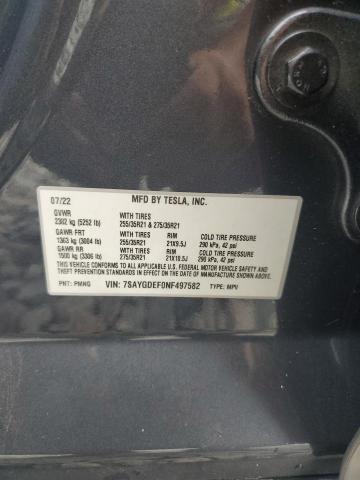 07/22 MFD BY TESLA, INC.
GVWR WITH TIRES
2382 kg (5252 lb) 255/35R21 & 275/35R21
GAWR FRT WITH TIRES RIM COLD TIRE PRESSURE
1363 kg (3004 lb) 255/35R21 21X9.5J 290 kPa, 42 psi
GAWR RR WITH TIRES RIM COLD TIRE PRESSURE
1500 kg (3306 lb) 275/35R21 21X10.5J 290 kPa, 42 psi
THIS VEHICLE CONFORMS TO ALL APPLICABLE U.S. FEDERAL MOTOR VEHICLE SAFETY AND
THEFT PREVENTION STANDARDS IN EFFECT ON THE DATE OF MANUFACTURE SHOWN ABOVE.
PNT: PMNG VIN: 7SAYGDEF0NF497582 TYPE: MPV